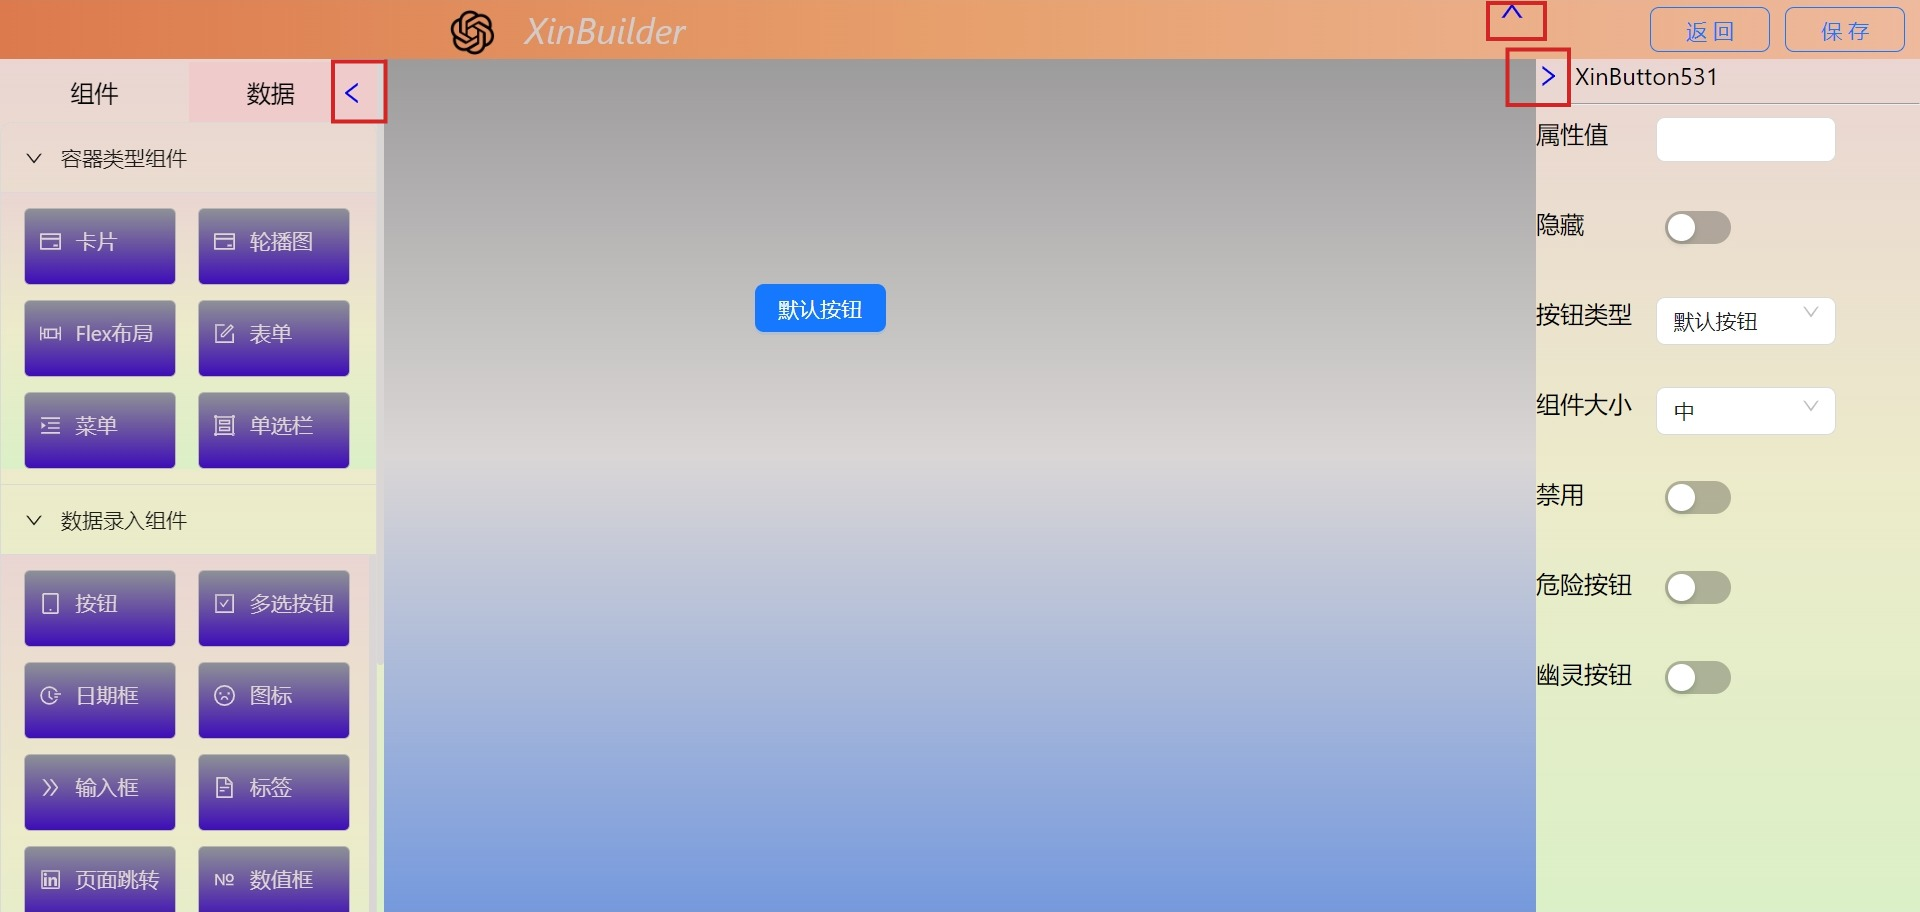 XinBuilder
返 回
保 存
组件
数据
容器类型组件
卡片
轮播图
Flex布局
表单
菜单
单选栏
数据录入组件
按钮
多选按钮
日期框
图标
输入框
标签
页面跳转
数值框
默认按钮
XinButton531
属性值
隐藏
按钮类型
默认按钮
组件大小
中
禁用
危险按钮
幽灵按钮